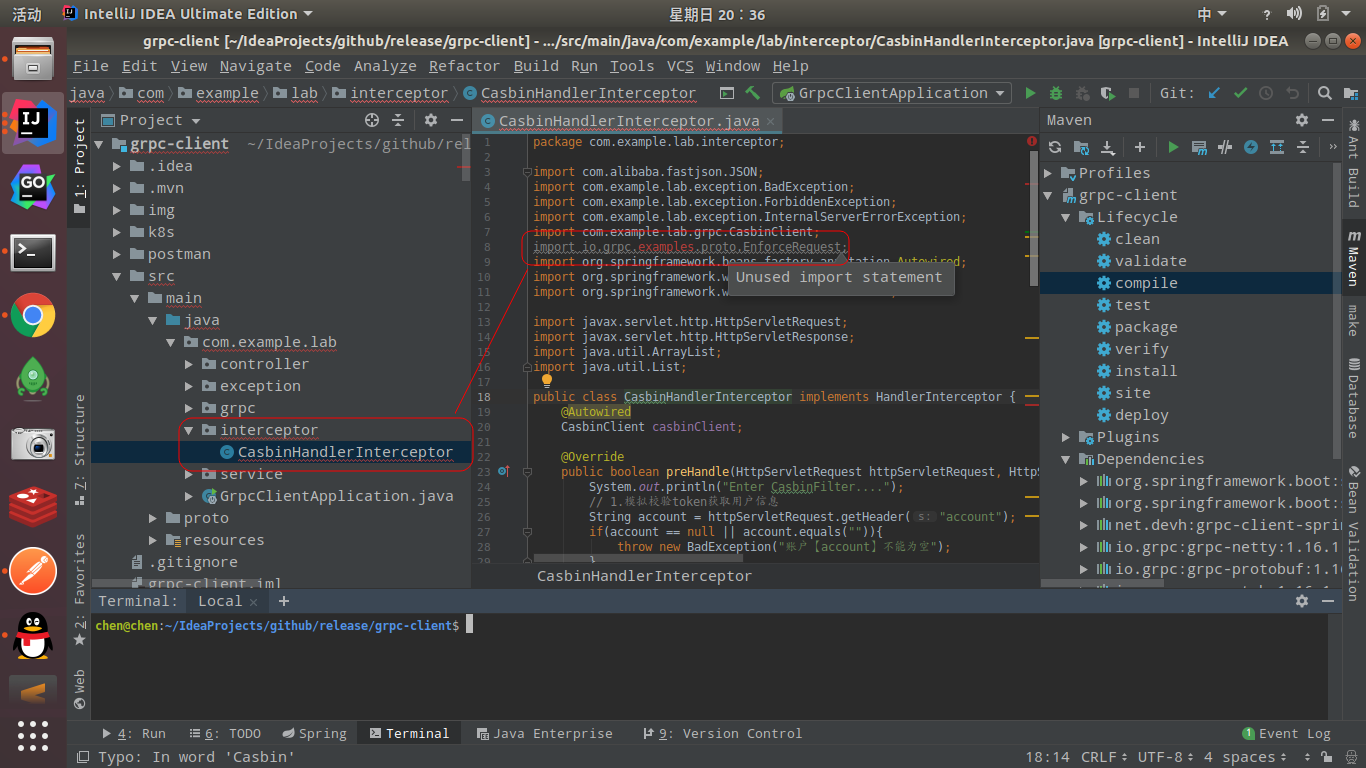 活动 IntelliJ IDEA Ultimate Edition 星期日 20：36 中
grpc-client [~/IdeaProjects/github/release/grpc-client] - .../src/main/java/com/example/lab/interceptor/CasbinHandlerInterceptor.java [grpc-client] - IntelliJ IDEA
File Edit View Navigate Code Analyze Refactor Build Run Tools VCS Window Help
java com example lab interceptor CasbinHandlerInterceptor GrpcClientApplication Git:
1: Project
Z: Structure
2: Favorites
Web
Project
grpc-client ~/IdeaProjects/github/rel
.idea
.mvn
img
k8s
postman
src
main
java
com.example.lab
controller
exception
grpc
interceptor
CasbinHandlerInterceptor
service
GrpcClientApplication.java
proto
resources
.gitignore
grpc-client.iml
CasbinHandlerInterceptor.java
1 package com.example.lab.interceptor;
2
3 import com.alibaba.fastjson.JSON;
4 import com.example.lab.exception.BadException;
5 import com.example.lab.exception.ForbiddenException;
6 import com.example.lab.exception.InternalServerErrorException;
7 import com.example.lab.grpc.CasbinClient;
8 import io.grpc.examples.proto.EnforceRequest;
9 import org.springframework.beans.factory.annotation.Autowired;
10 import org.springframework.w
11 import org.springframework.w
Unused import statement
12
13 import javax.servlet.http.HttpServletRequest;
14 import javax.servlet.http.HttpServletResponse;
15 import java.util.ArrayList;
16 import java.util.List;
17
18 public class CasbinHandlerInterceptor implements HandlerInterceptor {
19 @Autowired
20 CasbinClient casbinClient;
21
22 @Override
23 public boolean preHandle(HttpServletRequest httpServletRequest, HttpS
24 System.out.println("Enter CasbinFilter....");
25 // 1.模拟校验token获取用户信息
26 String account = httpServletRequest.getHeader( s: "account");
27 if(account == null || account.equals("")){
28 throw new BadException("账户【account】不能为空");
29 }
CasbinHandlerInterceptor
Maven
Profiles
grpc-client
Lifecycle
clean
validate
compile
test
package
verify
install
site
deploy
Plugins
Dependencies
org.springframework.boot:s
org.springframework.boot:s
net.devh:grpc-client-sprin
io.grpc:grpc-netty:1.16.1
io.grpc:grpc-protobuf:1.16
Ant Build
Maven
make
Database
Bean Validation
Terminal: Local
chen@chen:~/IdeaProjects/github/release/grpc-client$
4: Run 6: TODO Spring Terminal Java Enterprise 9: Version Control 1 Event Log
Typo: In word 'Casbin' 18:14 CRLF UTF-8 4 spaces